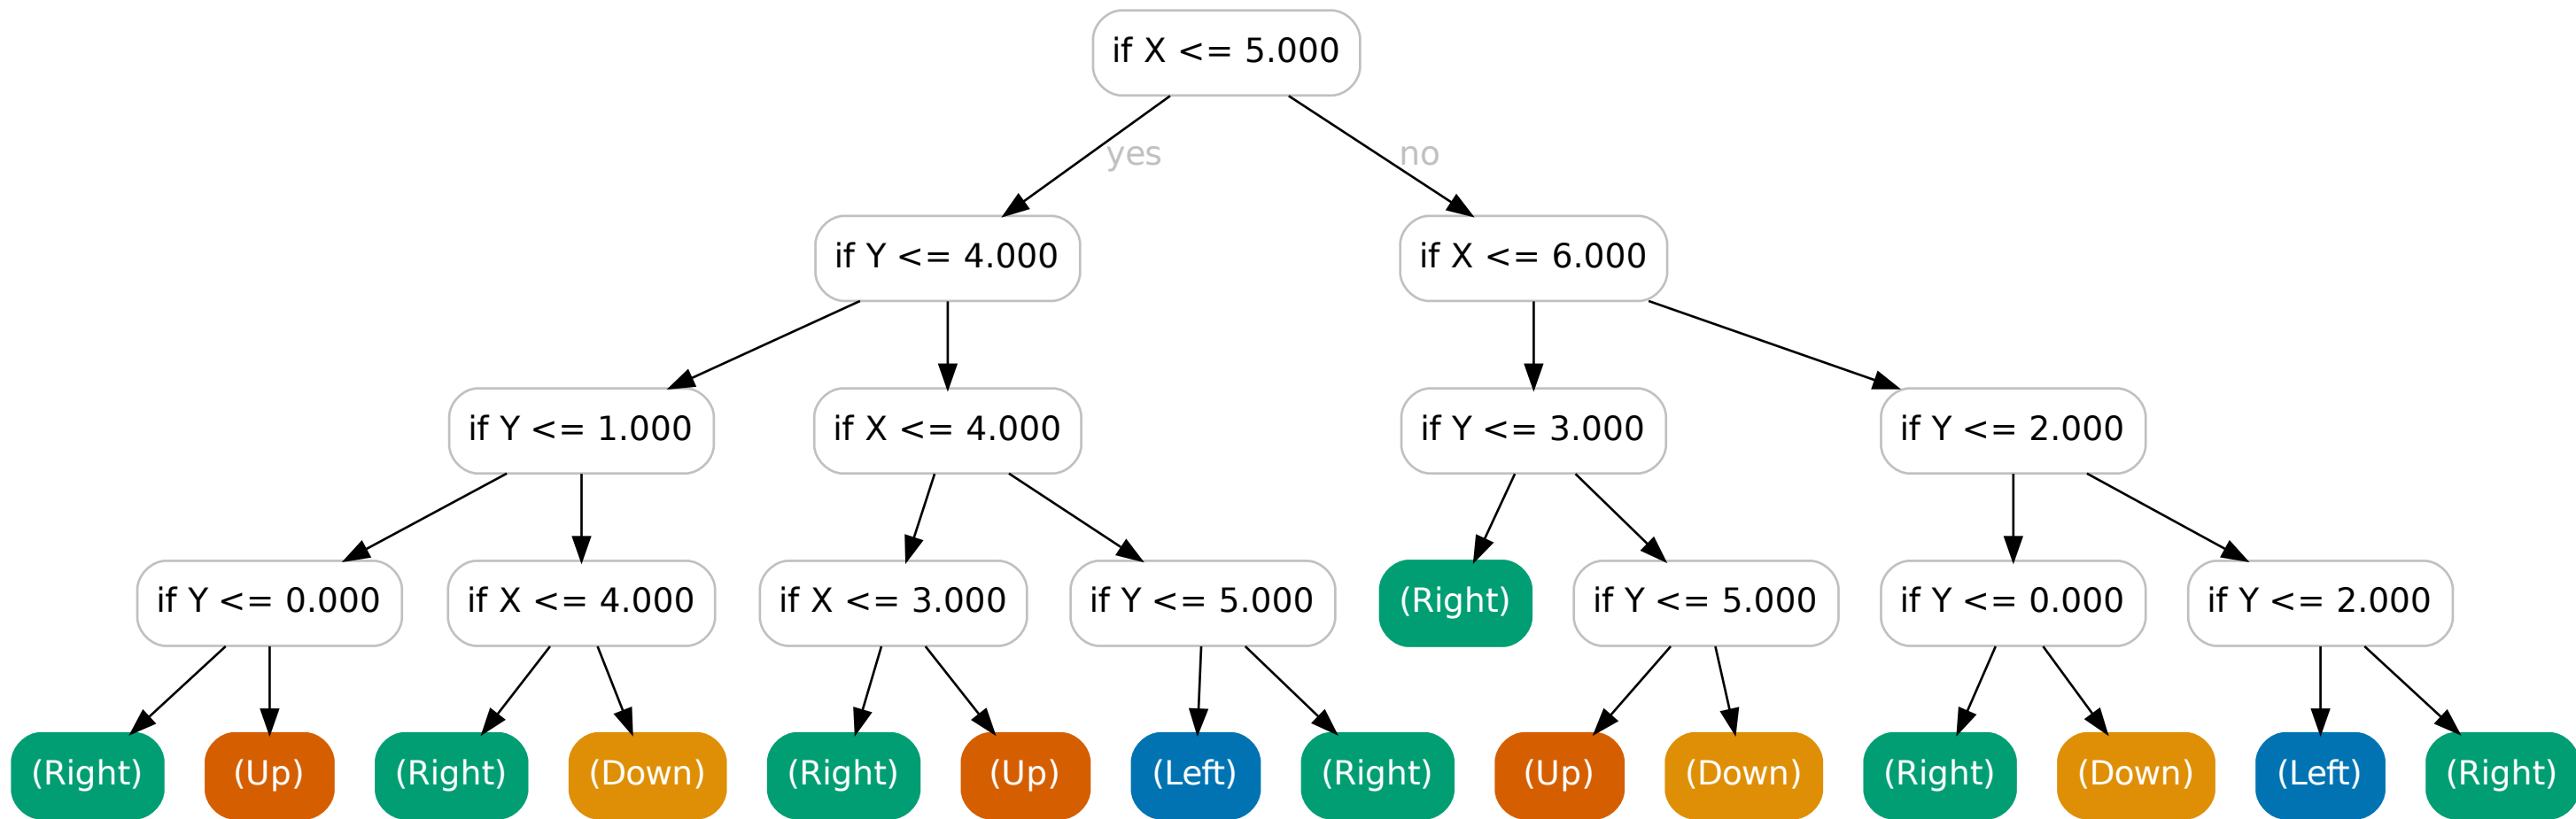 if X <= 5.000
yes
no
if Y <= 4.000
if X <= 6.000
if Y <= 1.000
if X <= 4.000
if Y <= 3.000
if Y <= 2.000
if Y <= 0.000
if X <= 4.000
if X <= 3.000
if Y <= 5.000
(Right)
if Y <= 5.000
if Y <= 0.000
if Y <= 2.000
(Right)
(Up)
(Right)
(Down)
(Right)
(Up)
(Left)
(Right)
(Up)
(Down)
(Right)
(Down)
(Left)
(Right)